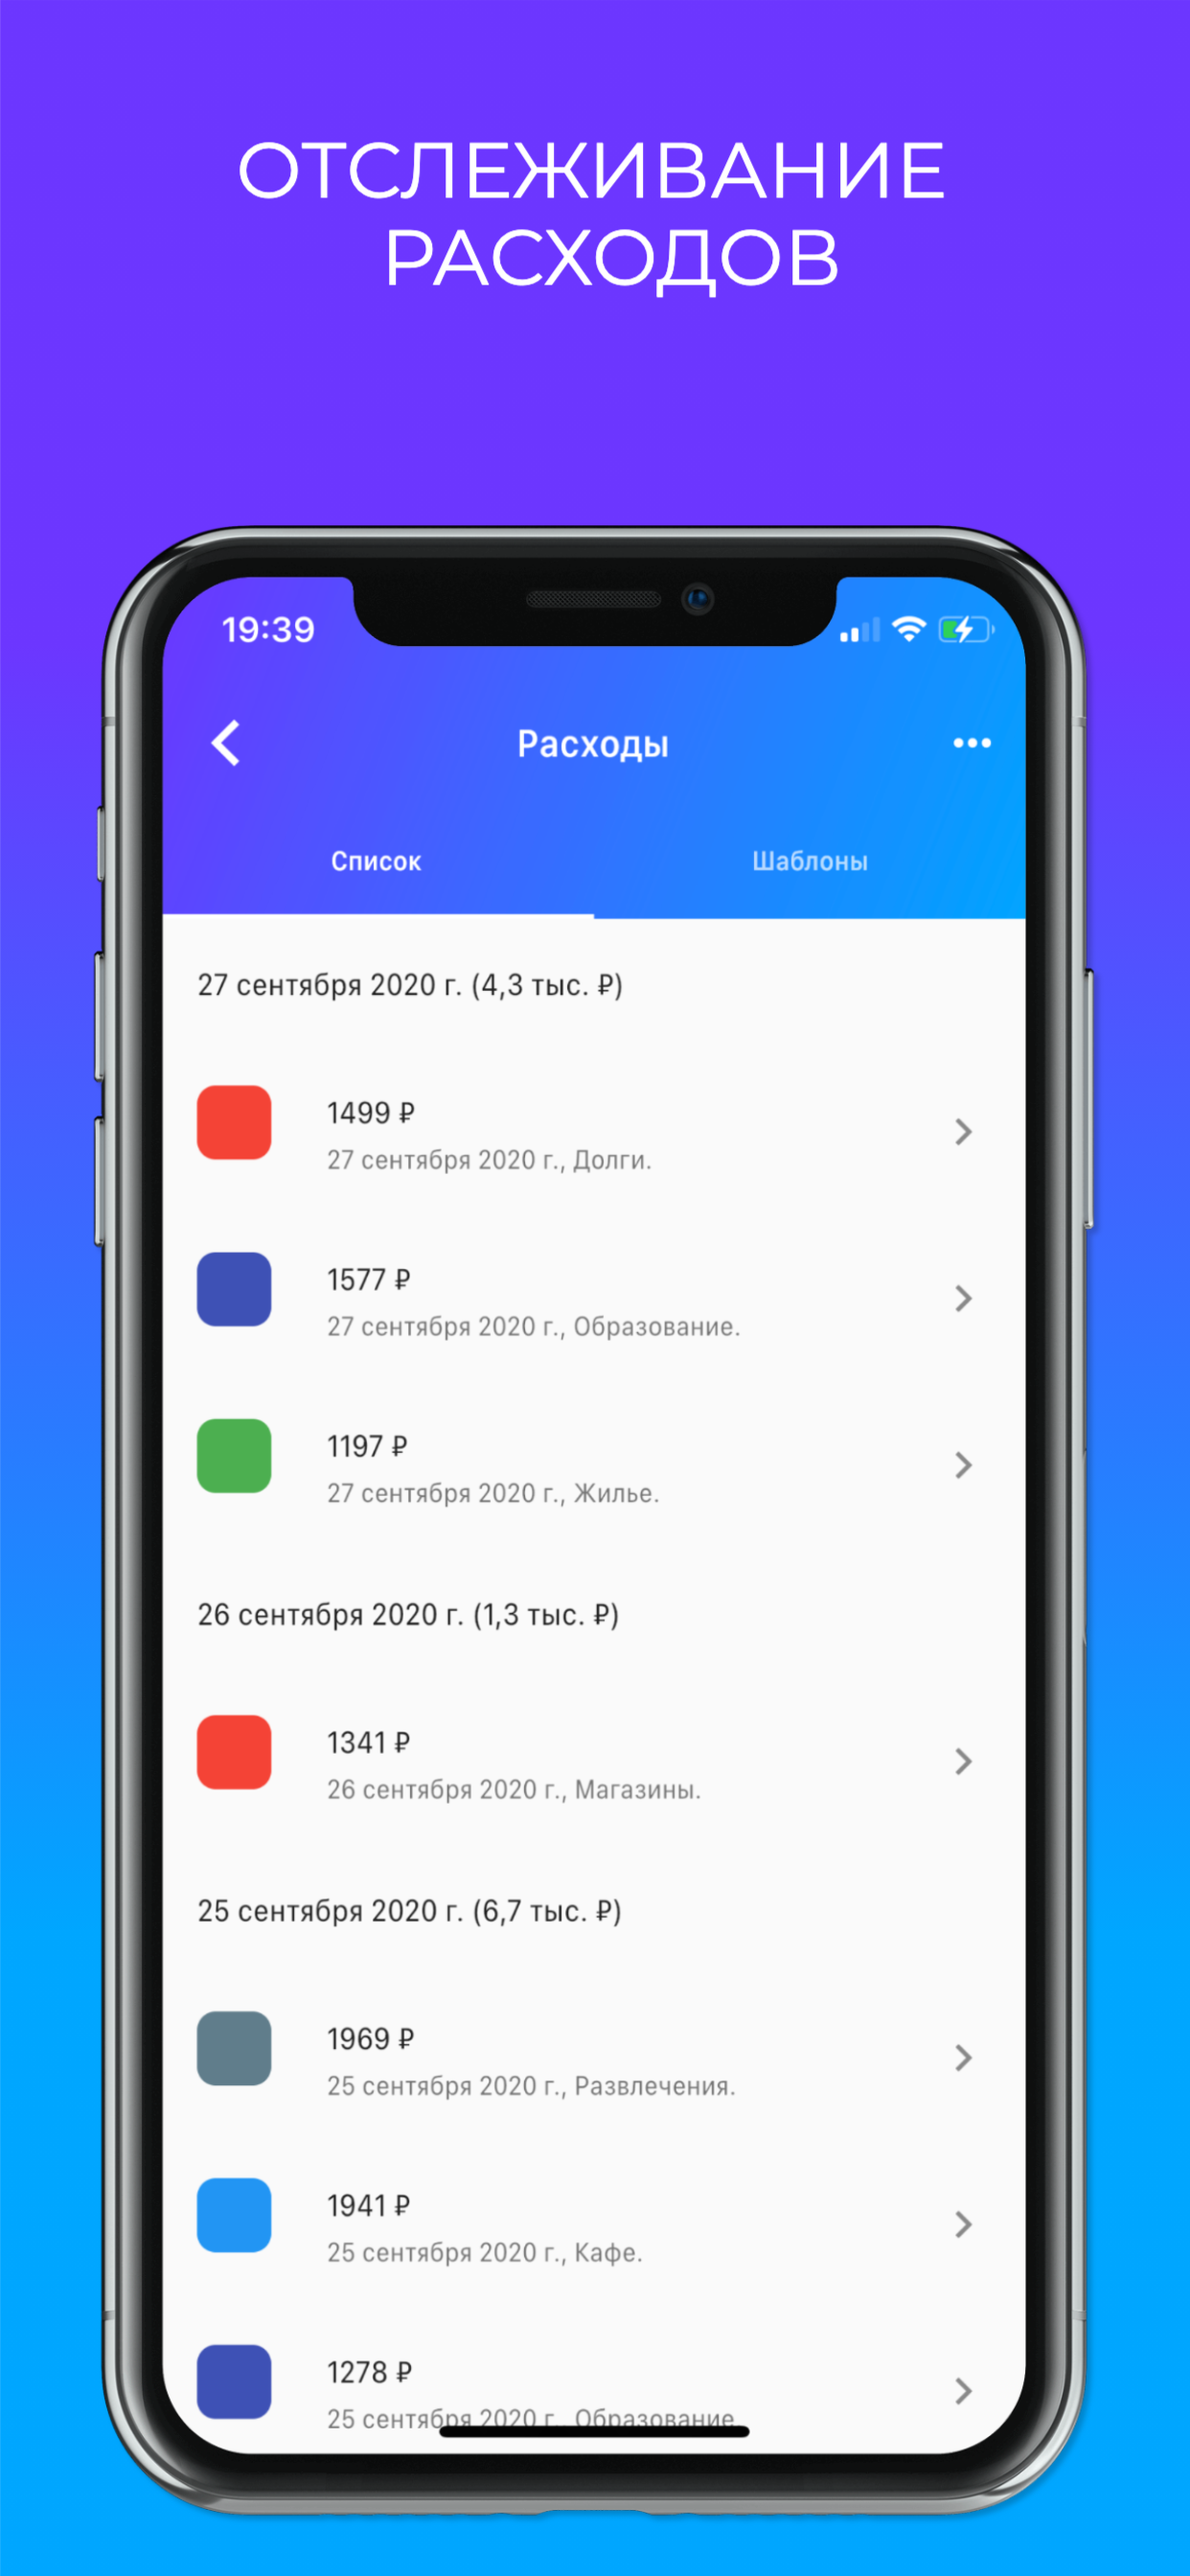 ОТСЛЕЖИВАНИЕ
РАСХОДОВ
19:39
Расходы
Список
Шаблоны
27 сентября 2020 г. (4,3 тыс. ₽)
1499 ₽
27 сентября 2020 г., Долги.
1577 ₽
27 сентября 2020 г., Образование.
1197 ₽
27 сентября 2020 г., Жилье.
26 сентября 2020 г. (1,3 тыс. ₽)
1341 ₽
26 сентября 2020 г., Магазины.
25 сентября 2020 г. (6,7 тыс. ₽)
1969 ₽
25 сентября 2020 г., Развлечения.
1941 ₽
25 сентября 2020 г., Кафе.
1278 ₽
25 сентября 2020 г., Образование.